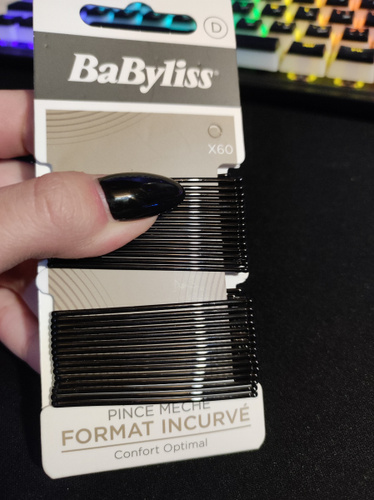 D
BaByliss®
X60
PINCE MECHE
FORMAT INCURVÉ
Confort Optimal